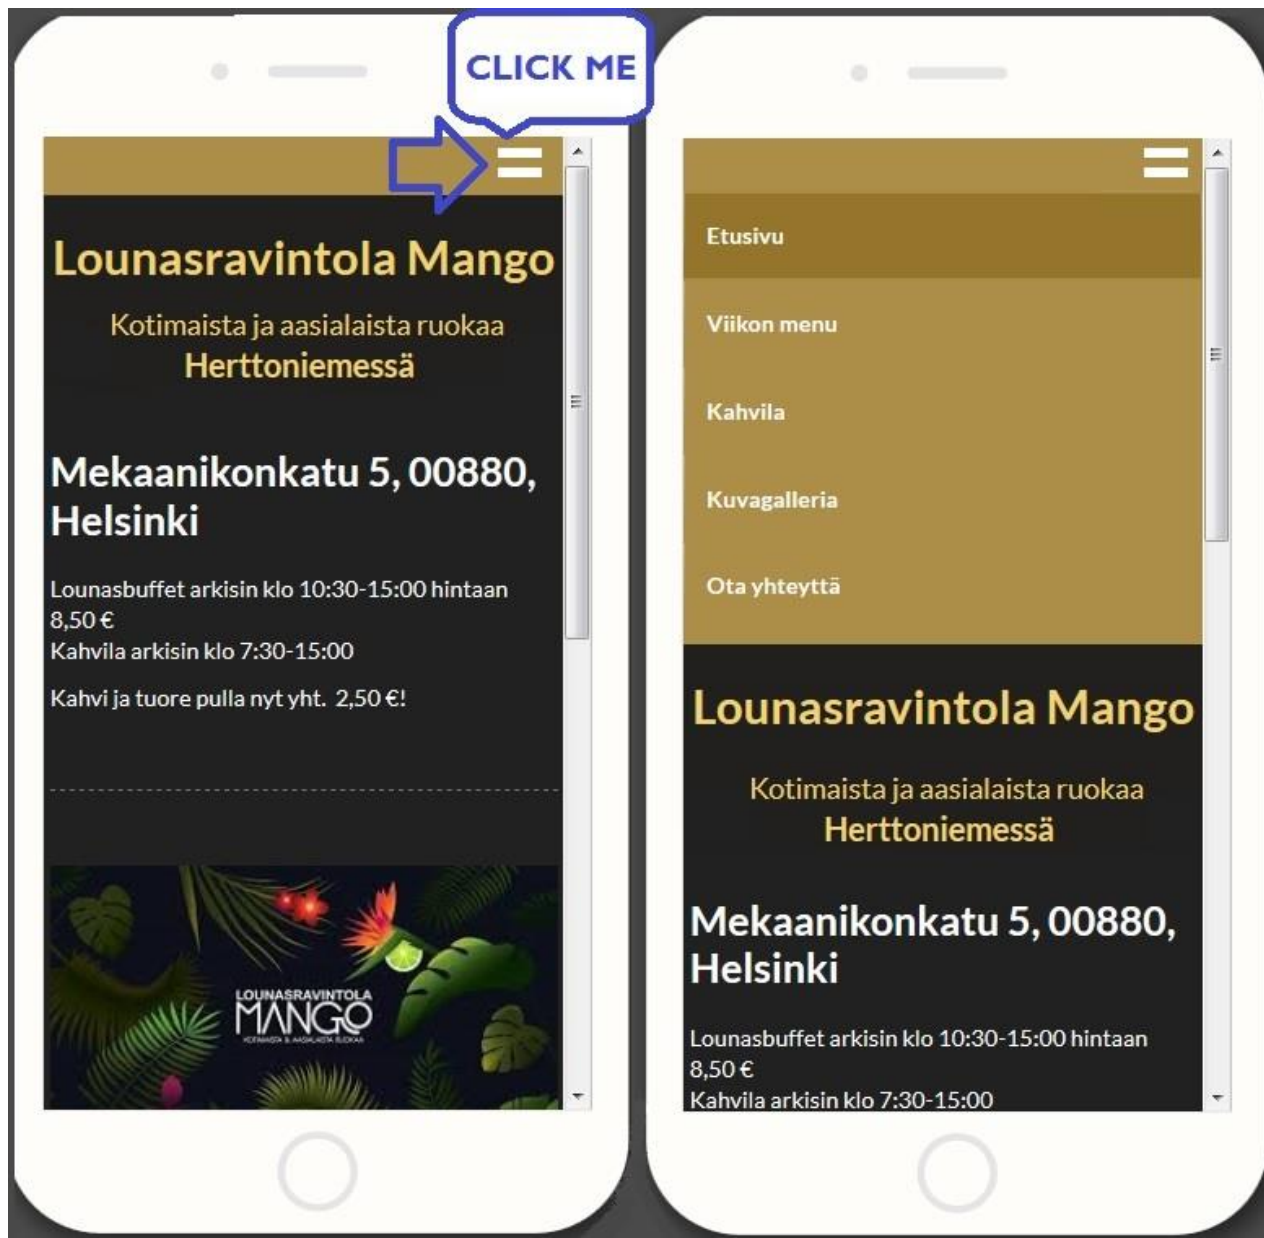 CLICK ME
Lounasravintola Mango
Kotimaista ja aasialaista ruokaa
Herttoniemessä
Mekaanikonkatu 5, 00880,
Helsinki
Lounasbuffet arkisin klo 10:30-15:00 hintaan
8,50 €
Kahvila arkisin klo 7:30-15:00
Kahvi ja tuore pulla nyt yht. 2,50 €!
LOUNASRAVINTOLA
MANGO
KOTIMAISTA & AASIALAISTA RUOKAA
Etusivu
Viikon menu
Kahvila
Kuvagalleria
Ota yhteyttä
Lounasravintola Mango
Kotimaista ja aasialaista ruokaa
Herttoniemessä
Mekaanikonkatu 5, 00880,
Helsinki
Lounasbuffet arkisin klo 10:30-15:00 hintaan
8,50 €
Kahvila arkisin klo 7:30-15:00